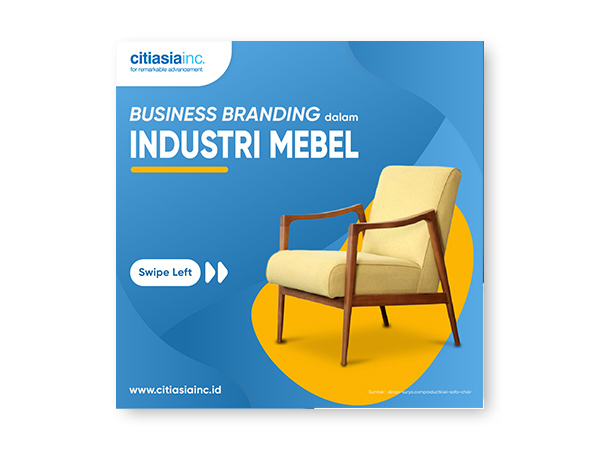 citiasiainc.
for remarkable advancement
BUSINESS BRANDING dalam
INDUSTRI MEBEL
Swipe Left
www.citiasiainc.id